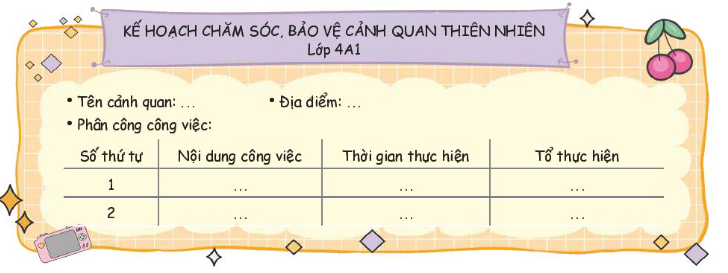 KẾ HOẠCH CHĂM SÓC, BẢO VỆ CẢNH QUAN THIÊN NHIÊN
Lớp 4A1
• Tên cảnh quan: ... • Địa điểm: ...
• Phân công công việc:
Số thứ tự Nội dung công việc Thời gian thực hiện Tổ thực hiện
1 ... ... ...
2 ... ... ...